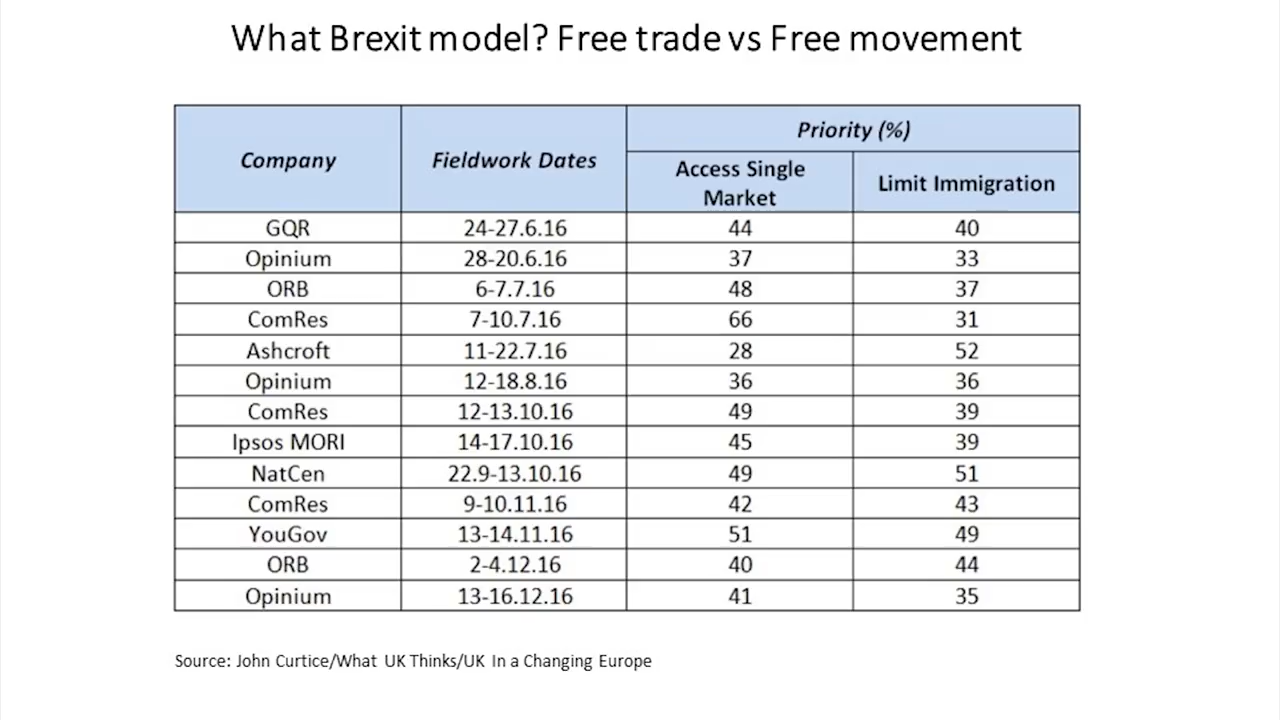 What Brexit model? Free trade vs Free movement
Company Fieldwork Dates Priority (%)
Access Single Market Limit Immigration
GQR 24-27.6.16 44 40
Opinium 28-20.6.16 37 33
ORB 6-7.7.16 48 37
ComRes 7-10.7.16 66 31
Ashcroft 11-22.7.16 28 52
Opinium 12-18.8.16 36 36
ComRes 12-13.10.16 49 39
Ipsos MORI 14-17.10.16 45 39
NatCen 22.9-13.10.16 49 51
ComRes 9-10.11.16 42 43
YouGov 13-14.11.16 51 49
ORB 2-4.12.16 40 44
Opinium 13-16.12.16 41 35
Source: John Curtice/What UK Thinks/UK In a Changing Europe